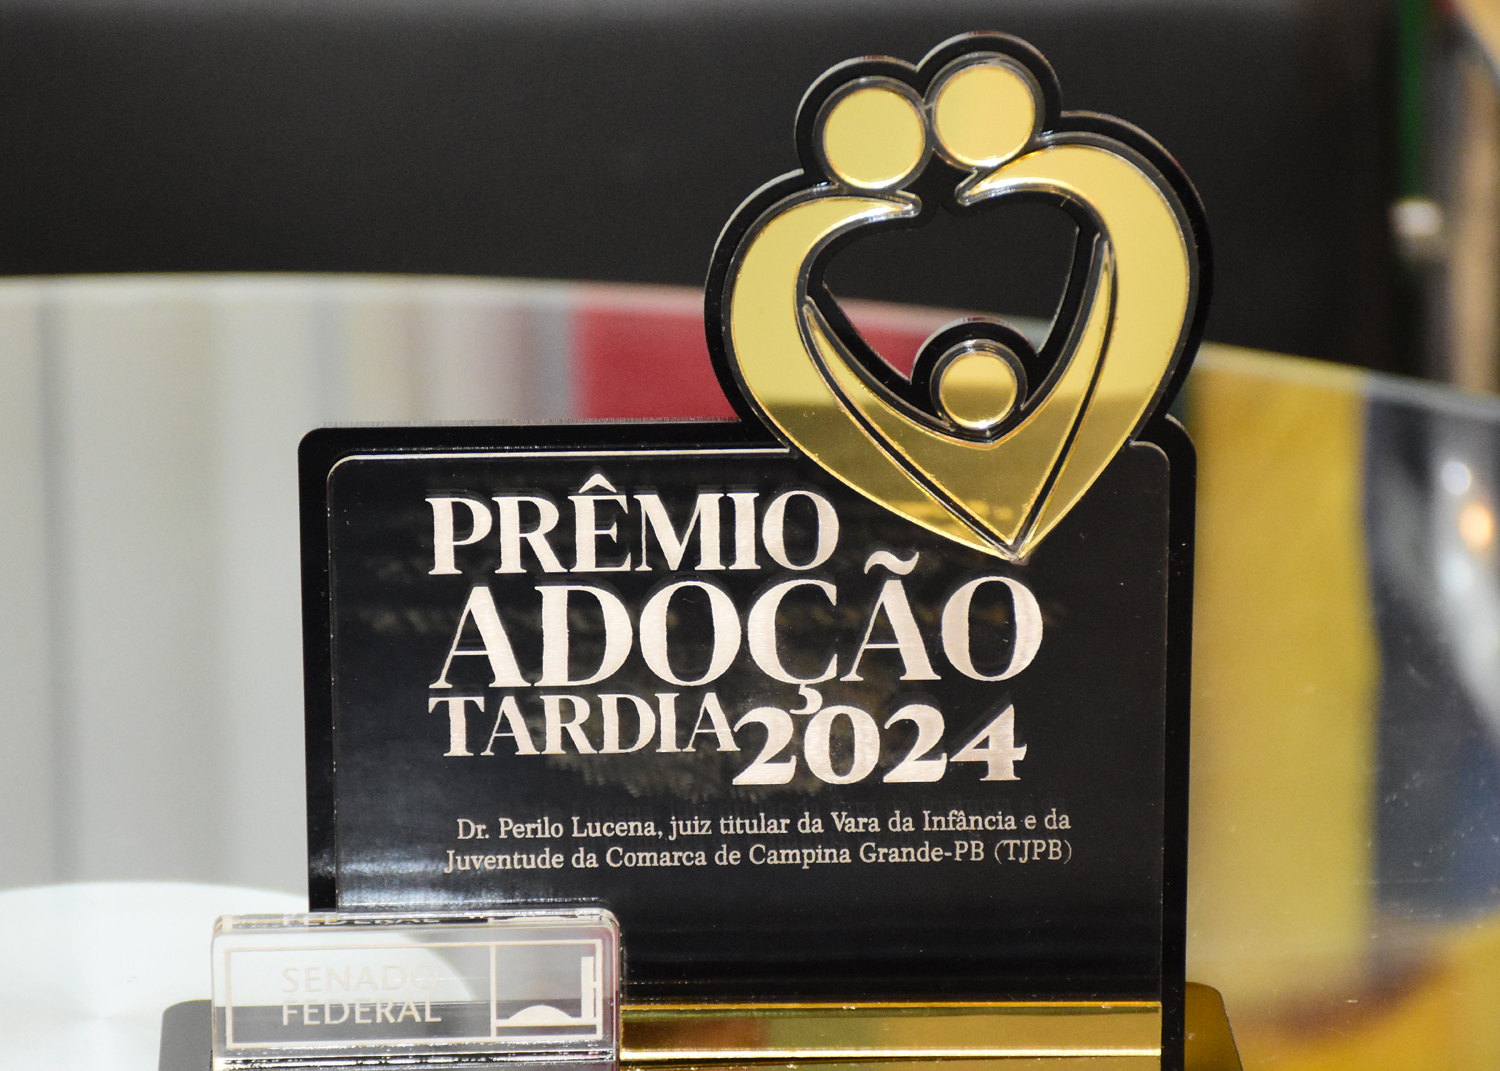 PRÊMIO
ADOÇÃO
TARDIA 2024
Dr. Perilo Lucena, juiz titular da Vara da Infância e da
Juventude da Comarca de Campina Grande-PB (TJPB)
SENADO
FEDERAL